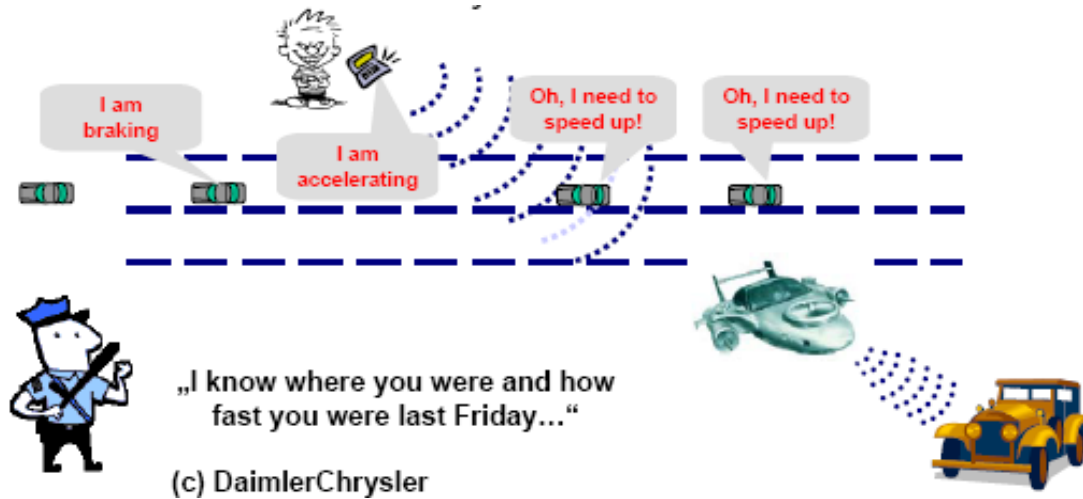 I am
braking
I am
accelerating
Oh, I need to
speed up!
Oh, I need to
speed up!
„I know where you were and how
fast you were last Friday…“
(c) DaimlerChrysler